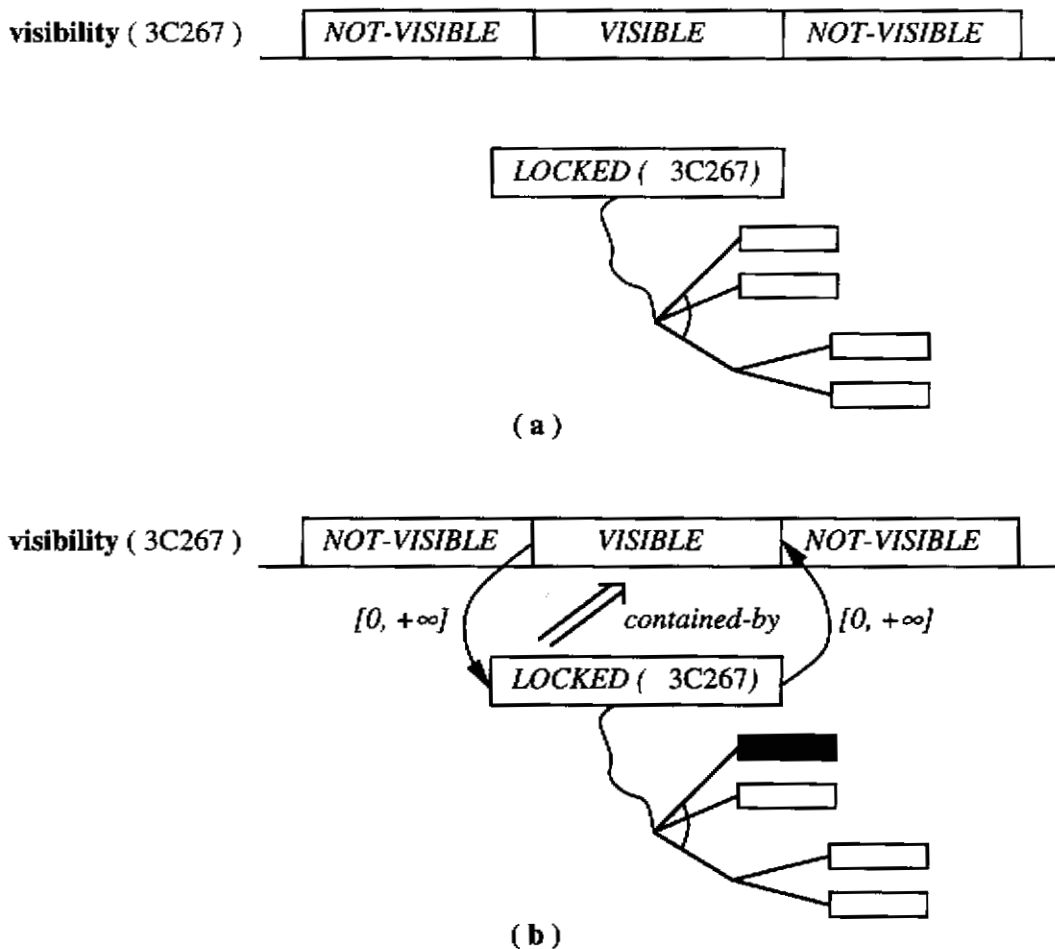 visibility ( 3C267 ) NOT-VISIBLE VISIBLE NOT-VISIBLE
LOCKED ( 3C267)
( a )
visibility ( 3C267 ) NOT-VISIBLE VISIBLE NOT-VISIBLE
[0, +∞] contained-by [0, +∞]
LOCKED ( 3C267)
( b )